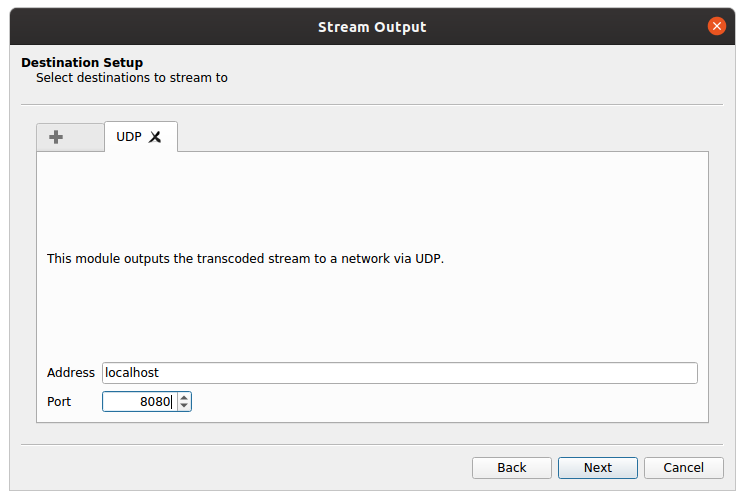 Stream Output
Destination Setup
Select destinations to stream to
UDP
This module outputs the transcoded stream to a network via UDP.
Address localhost
Port 8080
Back Next Cancel